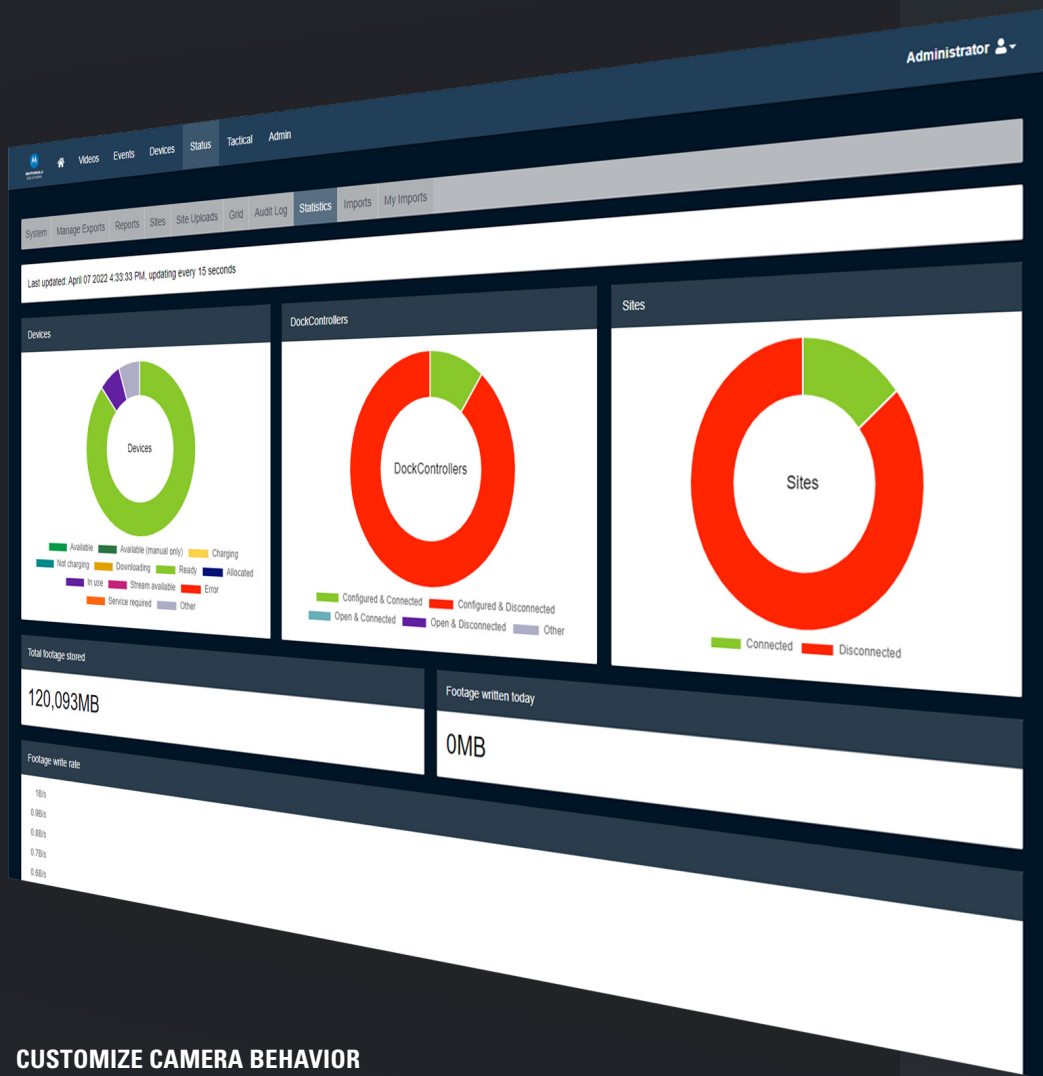 Administrator
MOTOROLA
SOLUTIONS
Videos Events Devices Status Tactical Admin
System Manage Exports Reports Sites Site Uploads Grid Audit Log Statistics Imports My Imports
Last updated: April 07 2022 4:33:33 PM, updating every 15 seconds
Devices
Devices
Available Available (manual only) Charging
Not charging Downloading Ready Allocated
In use Stream available Error
Service required Other
DockControllers
DockControllers
Configured & Connected Configured & Disconnected
Open & Connected Open & Disconnected Other
Sites
Sites
Connected Disconnected
Total footage stored
120,093MB
Footage written today
0MB
Footage write rate
1B/s
0.9B/s
0.8B/s
0.7B/s
0.6B/s
CUSTOMIZE CAMERA BEHAVIOR